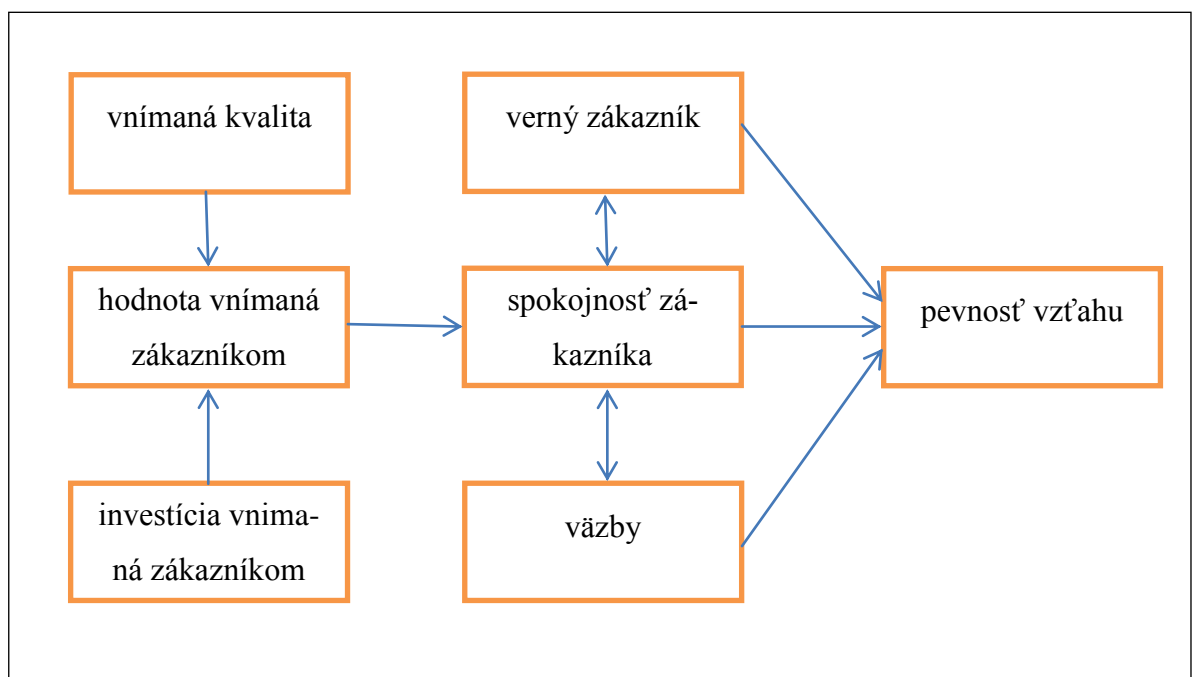 vnímaná kvalita
verný zákazník
hodnota vnímaná
zákazníkom
spokojnosť zá-
kazníka
pevnosť vzťahu
investícia vnima-
ná zákazníkom
väzby